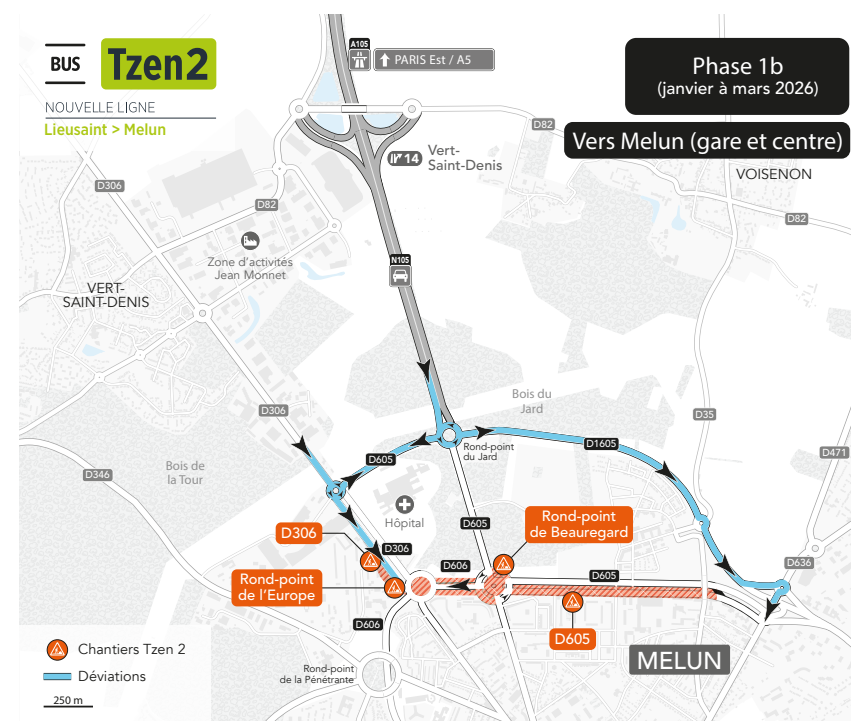 BUS
Tzen2
NOUVELLE LIGNE
Lieusaint > Melun
A105
PARIS Est / A5
Phase 1b
(janvier à mars 2026)
Vers Melun (gare et centre)
D82
14
Vert-
Saint-Denis
VOISENON
D306
D82
D82
Zone d'activités
Jean Monnet
N105
VERT-
SAINT-DENIS
Bois du
Jard
D306
D35
D1605
Rond-point
du Jard
D471
D605
Bois de
la Tour
D346
Hôpital
D605
Rond-point
de Beauregard
D306
D306
D606
D605
D636
Rond-point
de l'Europe
D606
D605
Chantiers Tzen 2
MELUN
Déviations
Rond-point
de la Pénétrante
250 m